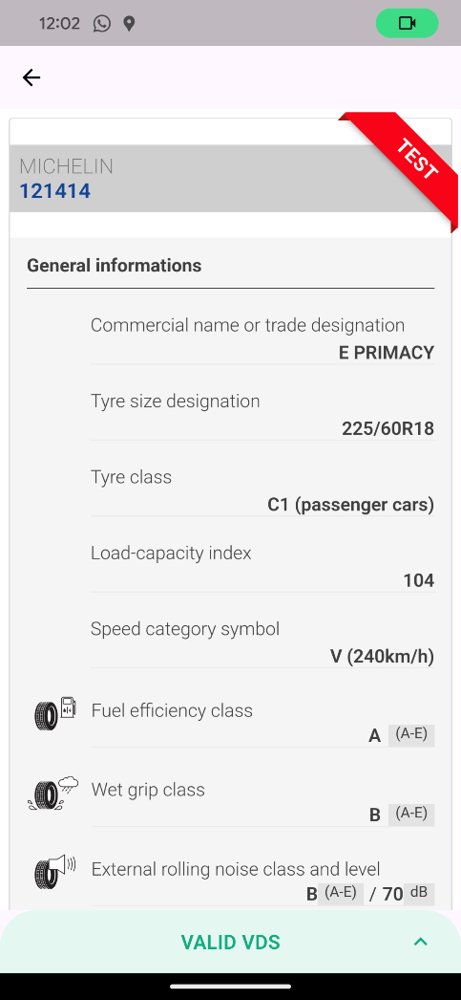 12:02
TEST
MICHELIN
121414
General informations
Commercial name or trade designation
E PRIMACY
Tyre size designation
225/60R18
Tyre class
C1 (passenger cars)
Load-capacity index
104
Speed category symbol
V (240km/h)
Fuel efficiency class
A (A-E)
Wet grip class
B (A-E)
External rolling noise class and level
B (A-E) / 70 dB
VALID VDS